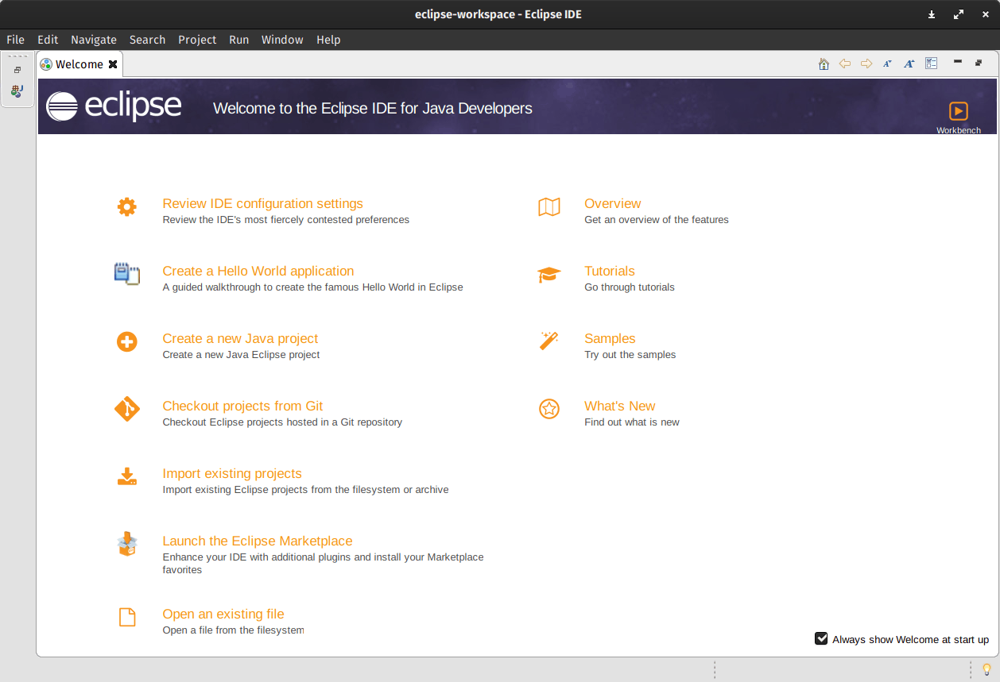 eclipse-workspace - Eclipse IDE
File Edit Navigate Search Project Run Window Help
Welcome
eclipse
Welcome to the Eclipse IDE for Java Developers
Workbench
Review IDE configuration settings
Review the IDE's most fiercely contested preferences
Overview
Get an overview of the features
Create a Hello World application
A guided walkthrough to create the famous Hello World in Eclipse
Tutorials
Go through tutorials
Create a new Java project
Create a new Java Eclipse project
Samples
Try out the samples
Checkout projects from Git
Checkout Eclipse projects hosted in a Git repository
What's New
Find out what is new
Import existing projects
Import existing Eclipse projects from the filesystem or archive
Launch the Eclipse Marketplace
Enhance your IDE with additional plugins and install your Marketplace
favorites
Open an existing file
Open a file from the filesystem
Always show Welcome at start up